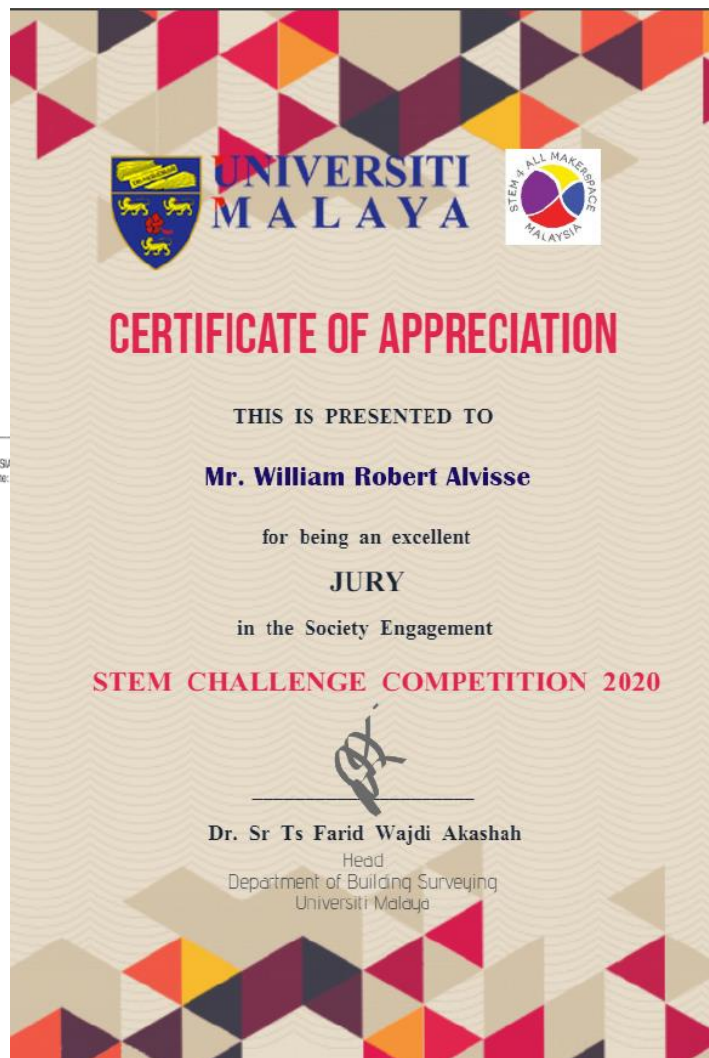 UNIVERSITI
MALAYA
STEM 4 ALL MAKERSPACE
MALAYSIA
CERTIFICATE OF APPRECIATION
THIS IS PRESENTED TO
Mr. William Robert Alvisse
for being an excellent
JURY
in the Society Engagement
STEM CHALLENGE COMPETITION 2020
Dr. Sr Ts Farid Wajdi Akashah
Head
Department of Building Surveying
Universiti Malaya